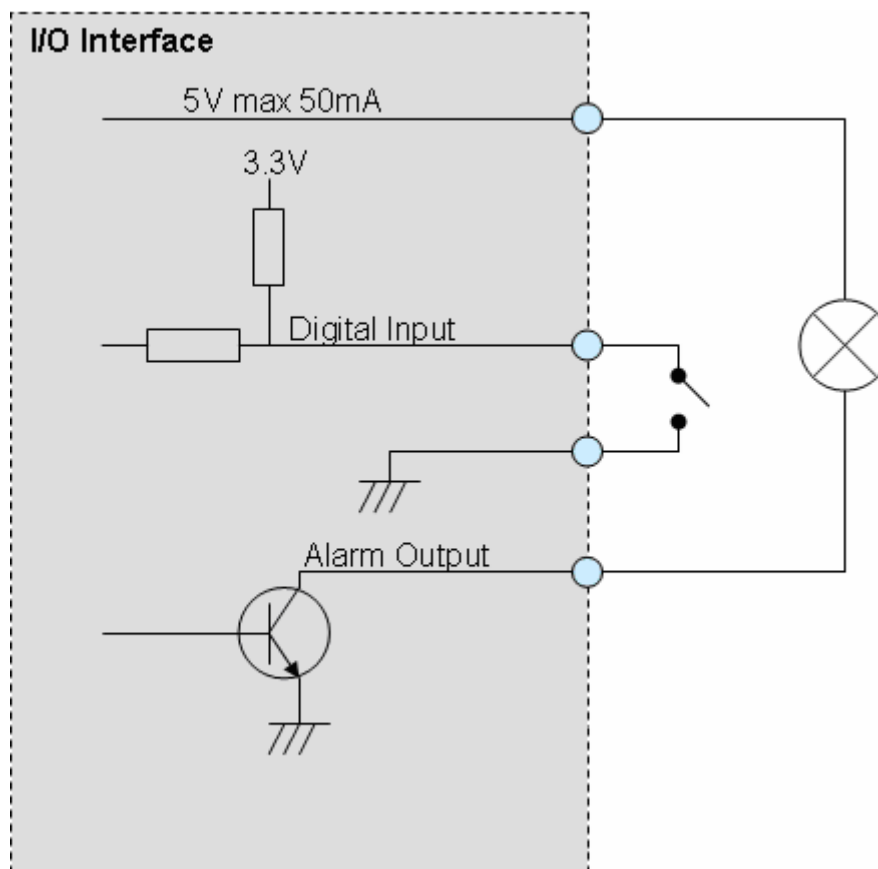 I/O Interface
5V max 50mA
3.3V
Digital Input
Alarm Output